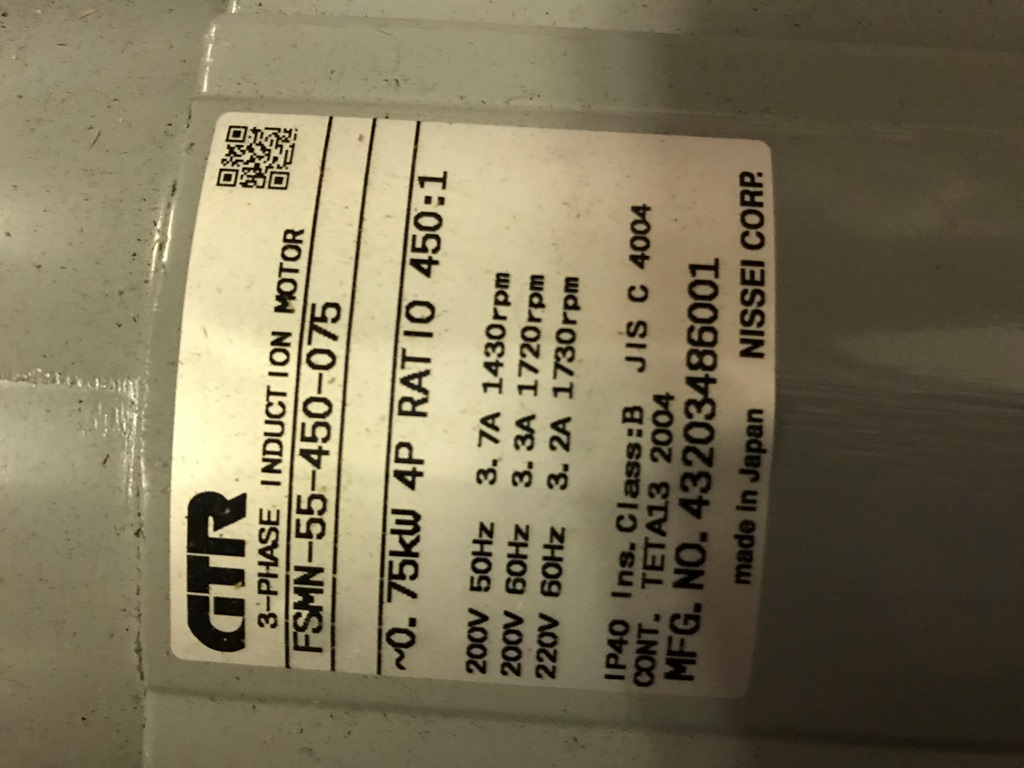 GTR
3-PHASE INDUCTION MOTOR
FSMN-55-450-075
~0.75kW 4P RATIO 450:1
200V 50Hz 3.7A 1430rpm
200V 60Hz 3.3A 1720rpm
220V 60Hz 3.2A 1730rpm
IP40 Ins.Class:B JIS C 4004
CONT. TETA13 2004
MFG. NO. 43203486001
made in Japan NISSEI CORP.